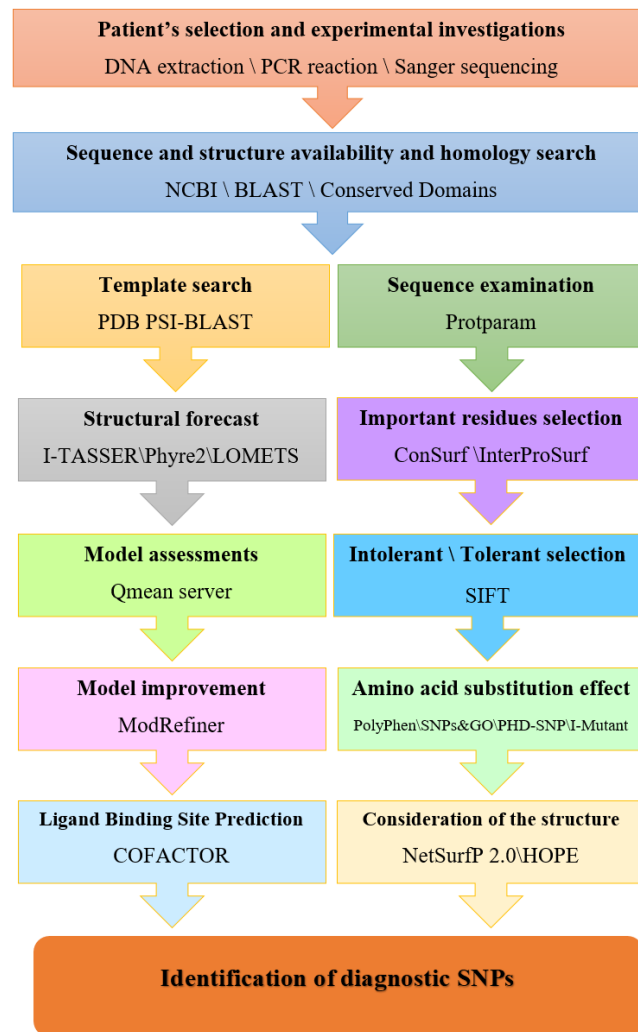 Patient's selection and experimental investigations
DNA extraction \ PCR reaction \ Sanger sequencing
Sequence and structure availability and homology search
NCBI \ BLAST \ Conserved Domains
Template search
PDB PSI-BLAST
Sequence examination
Protparam
Structural forecast
I-TASSER\Phyre2\LOMETS
Important residues selection
ConSurf \InterProSurf
Model assessments
Qmean server
Intolerant \ Tolerant selection
SIFT
Model improvement
ModRefiner
Amino acid substitution effect
PolyPhen\SNPs&GO\PHD-SNP\I-Mutant
Ligand Binding Site Prediction
COFACTOR
Consideration of the structure
NetSurfP 2.0\HOPE
Identification of diagnostic SNPs